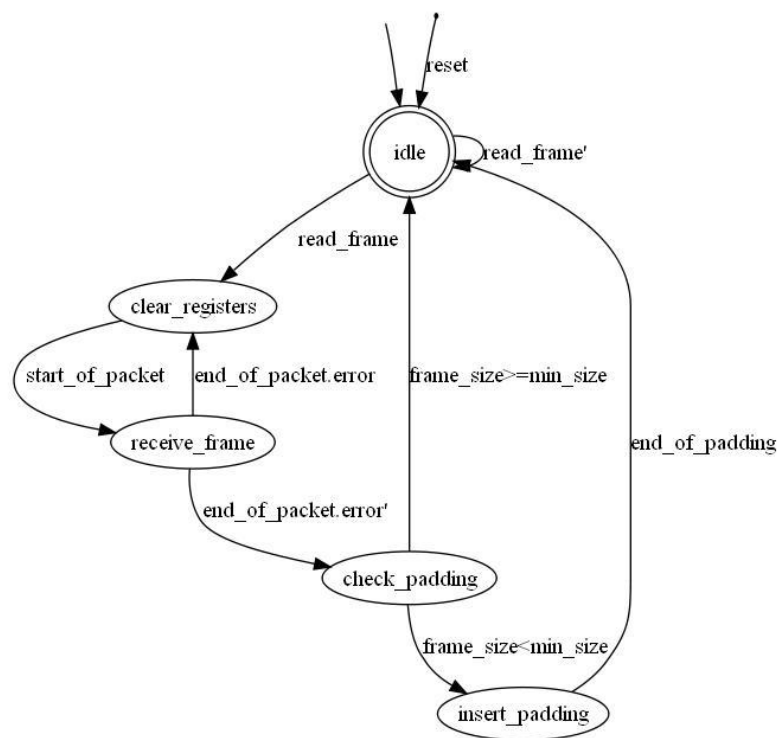 reset
idle
read_frame'
read_frame
clear_registers
start_of_packet
end_of_packet.error
frame_size>=min_size
receive_frame
end_of_padding
end_of_packet.error'
check_padding
frame_size<min_size
insert_padding